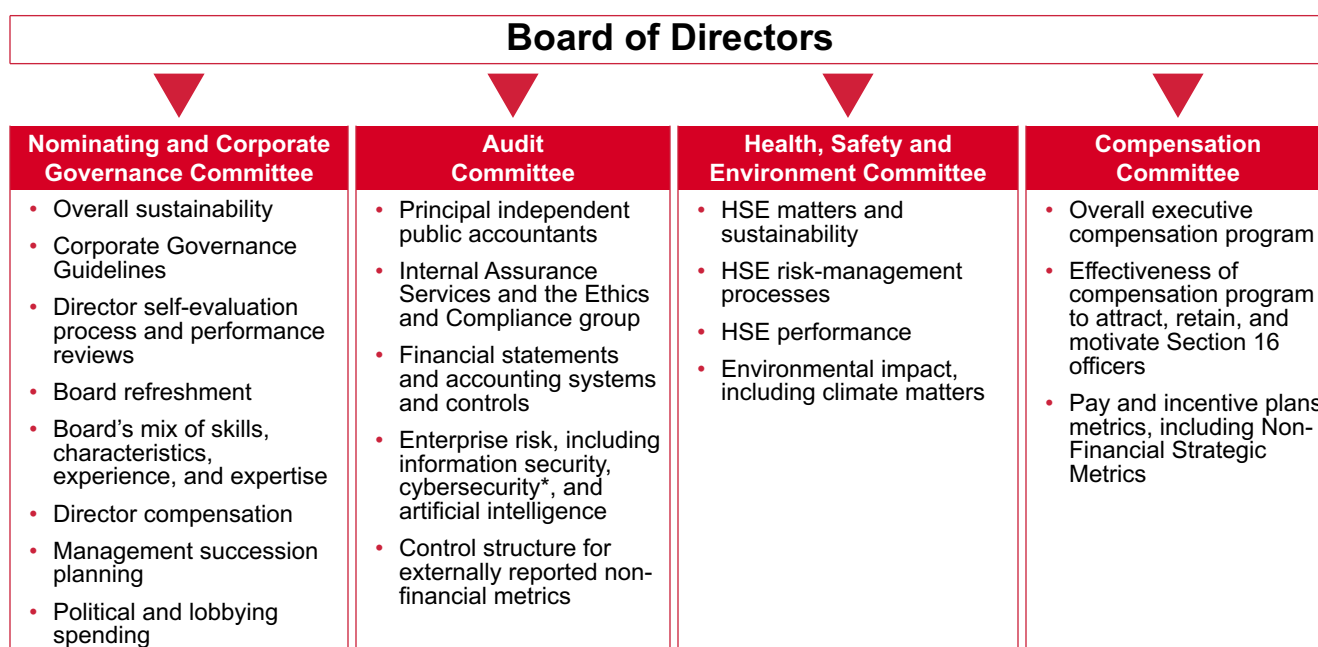 Board of Directors
Nominating and Corporate
Governance Committee
• Overall sustainability
• Corporate Governance
Guidelines
• Director self-evaluation
process and performance
reviews
• Board refreshment
• Board's mix of skills,
characteristics,
experience, and expertise
• Director compensation
• Management succession
planning
• Political and lobbying
spending
Audit
Committee
• Principal independent
public accountants
• Internal Assurance
Services and the Ethics
and Compliance group
• Financial statements
and accounting systems
and controls
• Enterprise risk, including
information security,
cybersecurity*, and
artificial intelligence
• Control structure for
externally reported non-
financial metrics
Health, Safety and
Environment Committee
• HSE matters and
sustainability
• HSE risk-management
processes
• HSE performance
• Environmental impact,
including climate matters
Compensation
Committee
• Overall executive
compensation program
• Effectiveness of
compensation program
to attract, retain, and
motivate Section 16
officers
• Pay and incentive plans
metrics, including Non-
Financial Strategic
Metrics